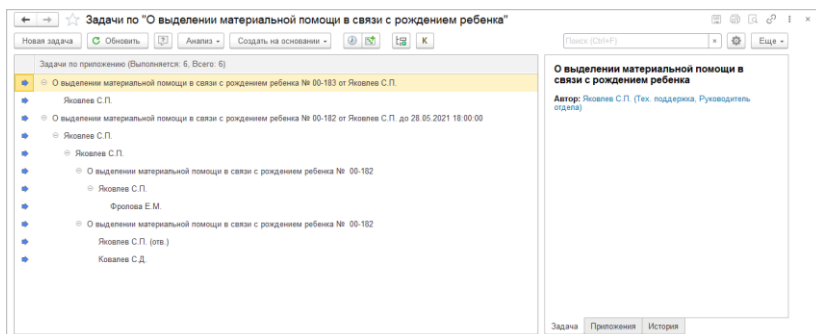 Задачи по "О выделении материальной помощи в связи с рождением ребенка"
Новая задача Обновить Анализ Создать на основании К Поиск (Ctrl+F) × Еще
Задачи по приложению (Выполняется: 6, Всего: 6)
О выделении материальной помощи в связи с рождением ребенка № 00-183 от Яковлев С.П.
Яковлев С.П.
О выделении материальной помощи в связи с рождением ребенка № 00-182 от Яковлев С.П. до 28.05.2021 18:00:00
Яковлев С.П.
Яковлев С.П.
О выделении материальной помощи в связи с рождением ребенка № 00-182
Яковлев С.П.
Фролова Е.М.
О выделении материальной помощи в связи с рождением ребенка № 00-182
Яковлев С.П. (отв.)
Ковалев С.Д.
О выделении материальной помощи в
связи с рождением ребенка
Автор: Яковлев С.П. (Тех. поддержка, Руководитель
отдела)
Задача Приложения История